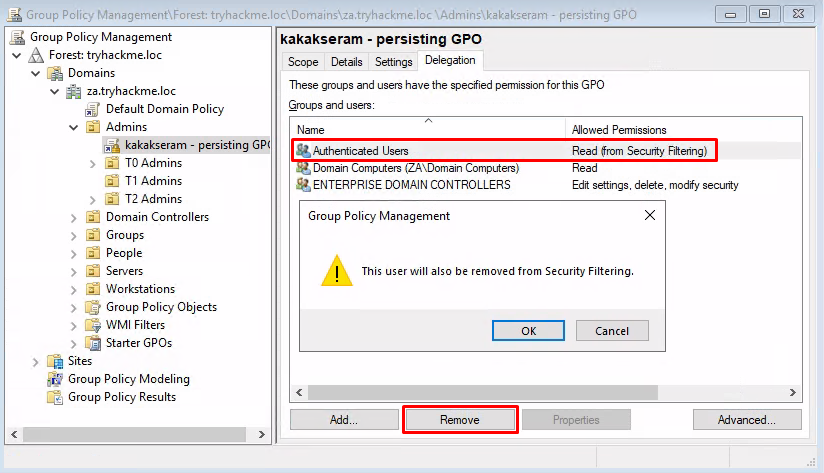 Group Policy Management\Forest: tryhackme.loc\Domains\za.tryhackme.loc \Admins\kakakseram - persisting GPO
Group Policy Management
Forest: tryhackme.loc
Domains
za.tryhackme.loc
Default Domain Policy
Admins
kakakseram - persisting GPO
T0 Admins
T1 Admins
T2 Admins
Domain Controllers
Groups
People
Servers
Workstations
Group Policy Objects
WMI Filters
Starter GPOs
Sites
Group Policy Modeling
Group Policy Results
kakakseram - persisting GPO
Scope Details Settings Delegation
These groups and users have the specified permission for this GPO
Groups and users:
Name Allowed Permissions
Authenticated Users Read (from Security Filtering)
Domain Computers (ZA\Domain Computers) Read
ENTERPRISE DOMAIN CONTROLLERS Edit settings, delete, modify security
Group Policy Management
This user will also be removed from Security Filtering.
OK Cancel
Add... Remove Properties Advanced...